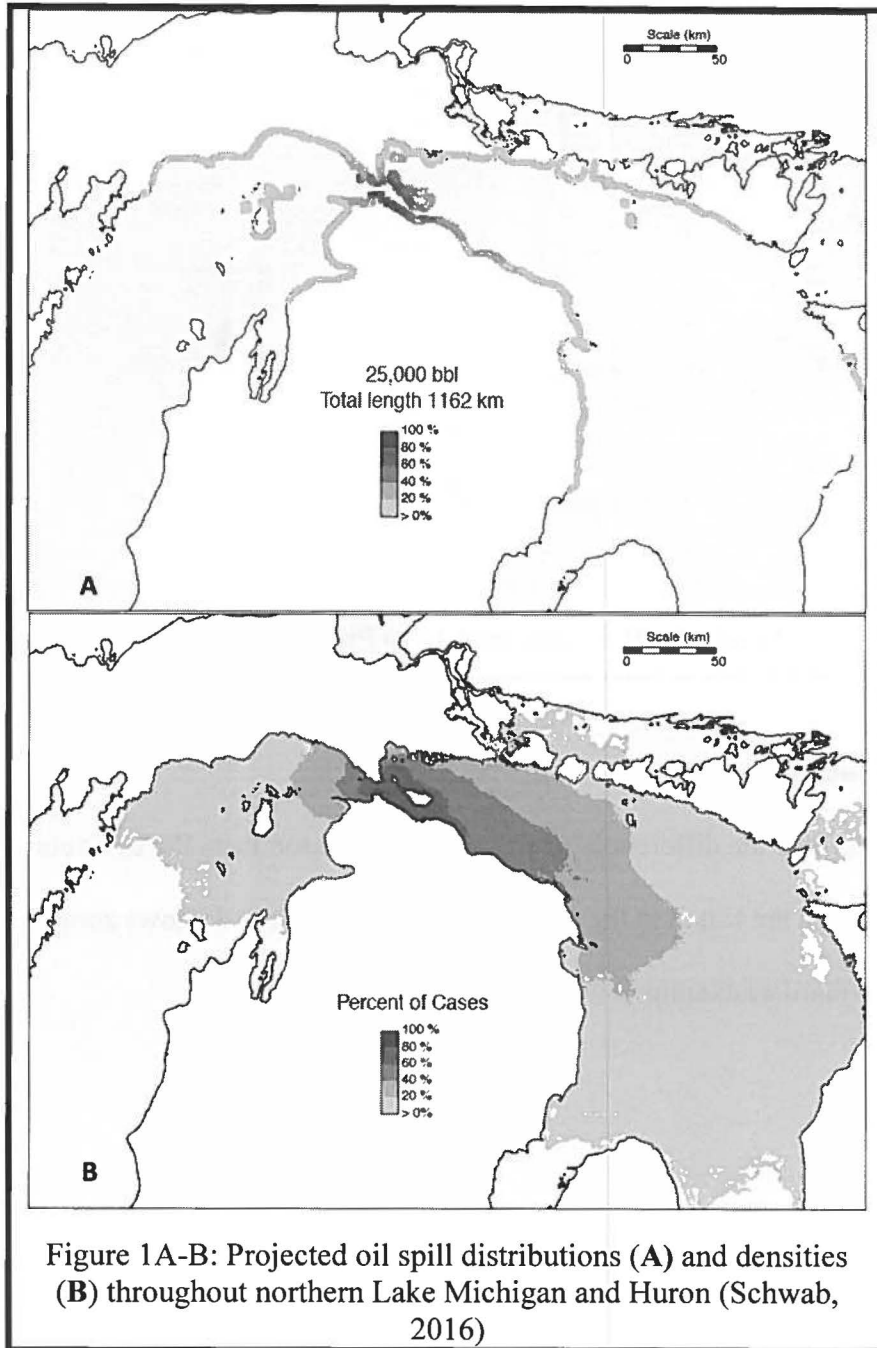 Scale (km)
0 50
25,000 bbl
Total length 1162 km
100 %
80 %
60 %
40 %
20 %
> 0%
A
Scale (km)
0 50
Percent of Cases
100 %
80 %
60 %
40 %
20 %
> 0%
B
Figure 1A-B: Projected oil spill distributions (A) and densities
(B) throughout northern Lake Michigan and Huron (Schwab,
2016)